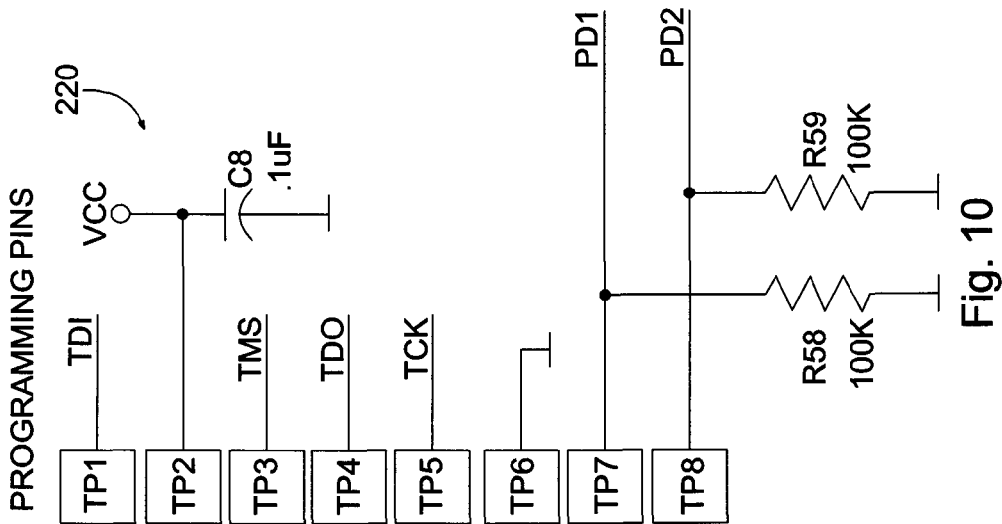 PROGRAMMING PINS
220
VCC
C8
.1uF
TP1
TDI
TP2
TP3
TMS
TP4
TDO
TP5
TCK
TP6
TP7
PD1
TP8
PD2
R58
100K
R59
100K
Fig. 10